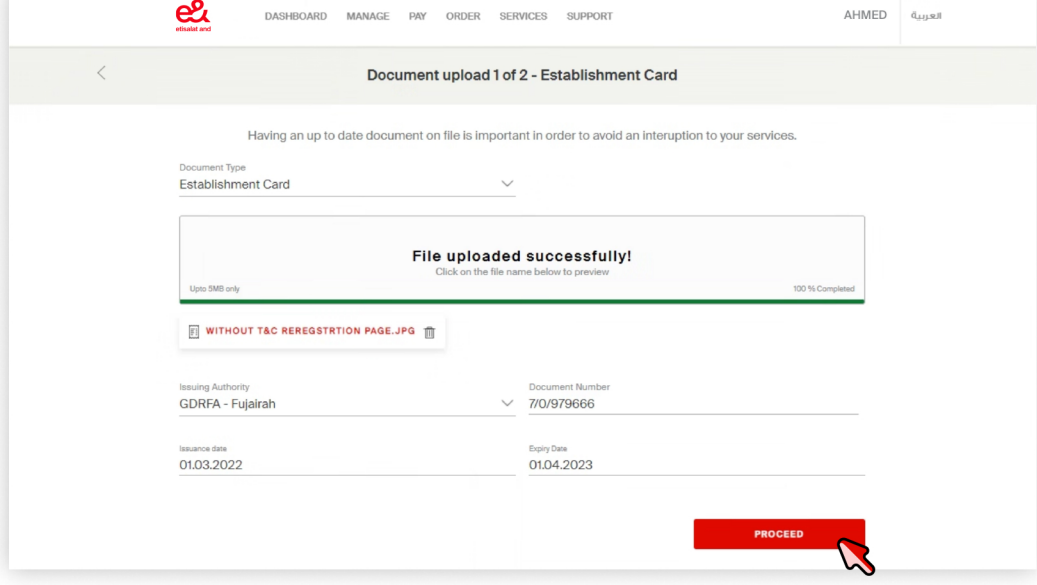 e&
etisalat and
DASHBOARD MANAGE PAY ORDER SERVICES SUPPORT AHMED العربية
Document upload 1 of 2 - Establishment Card
Having an up to date document on file is important in order to avoid an interuption to your services.
Document Type
Establishment Card
File uploaded successfully!
Click on the file name below to preview
Upto 5MB only 100 % Completed
WITHOUT T&C REREGSTRTION PAGE.JPG
Issuing Authority Document Number
GDRFA - Fujairah 7/0/979666
Issuance date Expiry Date
01.03.2022 01.04.2023
PROCEED